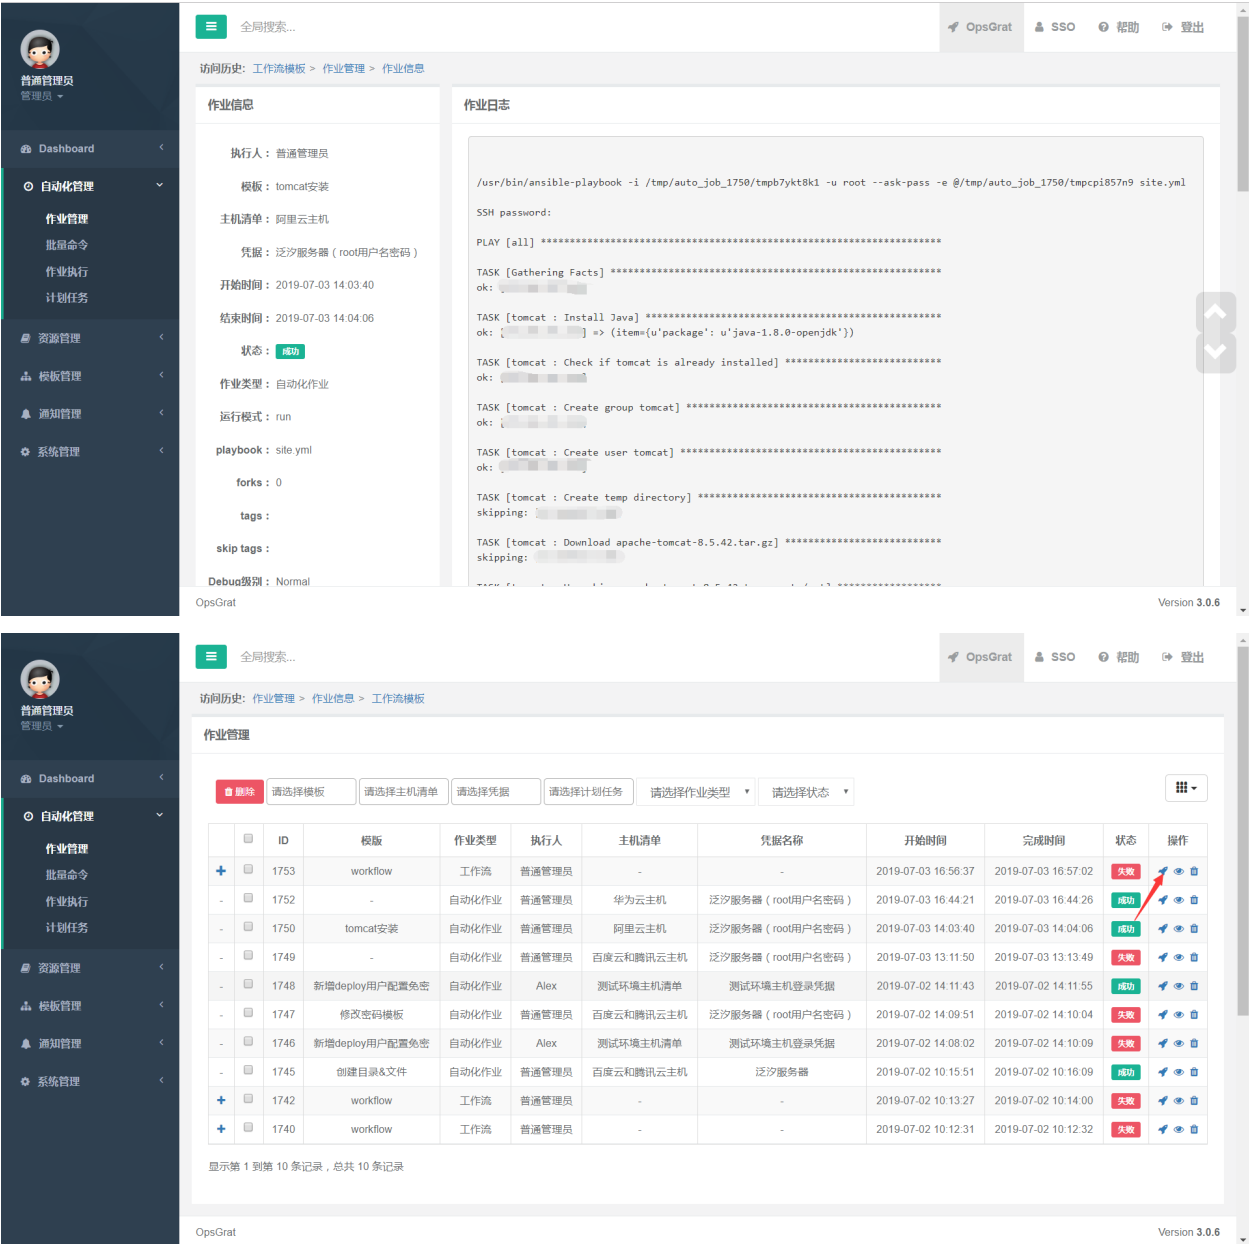 全局搜索...
OpsGrat
SSO
帮助
登出
普通管理员
管理员
访问历史: 工作流模板 > 作业管理 > 作业信息
Dashboard
自动化管理
作业管理
批量命令
作业执行
计划任务
资源管理
模板管理
通知管理
系统管理
作业信息
执行人： 普通管理员
模板： tomcat安装
主机清单： 阿里云主机
凭据： 泛汐服务器（root用户名密码）
开始时间： 2019-07-03 14:03:40
结束时间： 2019-07-03 14:04:06
状态： 成功
作业类型： 自动化作业
运行模式： run
playbook： site.yml
forks： 0
tags：
skip tags：
Debug级别： Normal
作业日志
/usr/bin/ansible-playbook -i /tmp/auto_job_1750/tmpb7ykt8k1 -u root --ask-pass -e @/tmp/auto_job_1750/tmpcpi857n9 site.yml
SSH password:
PLAY [all] *********************************************************************
TASK [Gathering Facts] *********************************************************
ok: [
TASK [tomcat : Install Java] ***************************************************
ok: [ ] => (item={u'package': u'java-1.8.0-openjdk'})
TASK [tomcat : Check if tomcat is already installed] ***************************
ok:
TASK [tomcat : Create group tomcat] ********************************************
ok: [
TASK [tomcat : Create user tomcat] *********************************************
ok: [ ]
TASK [tomcat : Create temp directory] ******************************************
skipping:
TASK [tomcat : Download apache-tomcat-8.5.42.tar.gz] ***************************
skipping:
OpsGrat
Version 3.0.6
全局搜索...
OpsGrat
SSO
帮助
登出
普通管理员
管理员
访问历史: 作业管理 > 作业信息 > 工作流模板
Dashboard
自动化管理
作业管理
批量命令
作业执行
计划任务
资源管理
模板管理
通知管理
系统管理
作业管理
删除 请选择模板 请选择主机清单 请选择凭据 请选择计划任务 请选择作业类型 请选择状态
ID 模版 作业类型 执行人 主机清单 凭据名称 开始时间 完成时间 状态 操作
+ 1753 workflow 工作流 普通管理员 - - 2019-07-03 16:56:37 2019-07-03 16:57:02 失败
- 1752 - 自动化作业 普通管理员 华为云主机 泛汐服务器（root用户名密码） 2019-07-03 16:44:21 2019-07-03 16:44:26 成功
- 1750 tomcat安装 自动化作业 普通管理员 阿里云主机 泛汐服务器（root用户名密码） 2019-07-03 14:03:40 2019-07-03 14:04:06 成功
- 1749 - 自动化作业 普通管理员 百度云和腾讯云主机 泛汐服务器（root用户名密码） 2019-07-03 13:11:50 2019-07-03 13:13:49 失败
- 1748 新增deploy用户配置免密 自动化作业 Alex 测试环境主机清单 测试环境主机登录凭据 2019-07-02 14:11:43 2019-07-02 14:11:55 成功
- 1747 修改密码模板 自动化作业 普通管理员 百度云和腾讯云主机 泛汐服务器（root用户名密码） 2019-07-02 14:09:51 2019-07-02 14:10:04 失败
- 1746 新增deploy用户配置免密 自动化作业 Alex 测试环境主机清单 测试环境主机登录凭据 2019-07-02 14:08:02 2019-07-02 14:10:09 失败
- 1745 创建目录&文件 自动化作业 普通管理员 百度云和腾讯云主机 泛汐服务器 2019-07-02 10:15:51 2019-07-02 10:16:09 成功
+ 1742 workflow 工作流 普通管理员 - - 2019-07-02 10:13:27 2019-07-02 10:14:00 失败
+ 1740 workflow 工作流 普通管理员 - - 2019-07-02 10:12:31 2019-07-02 10:12:32 失败
显示第 1 到第 10 条记录，总共 10 条记录
OpsGrat
Version 3.0.6